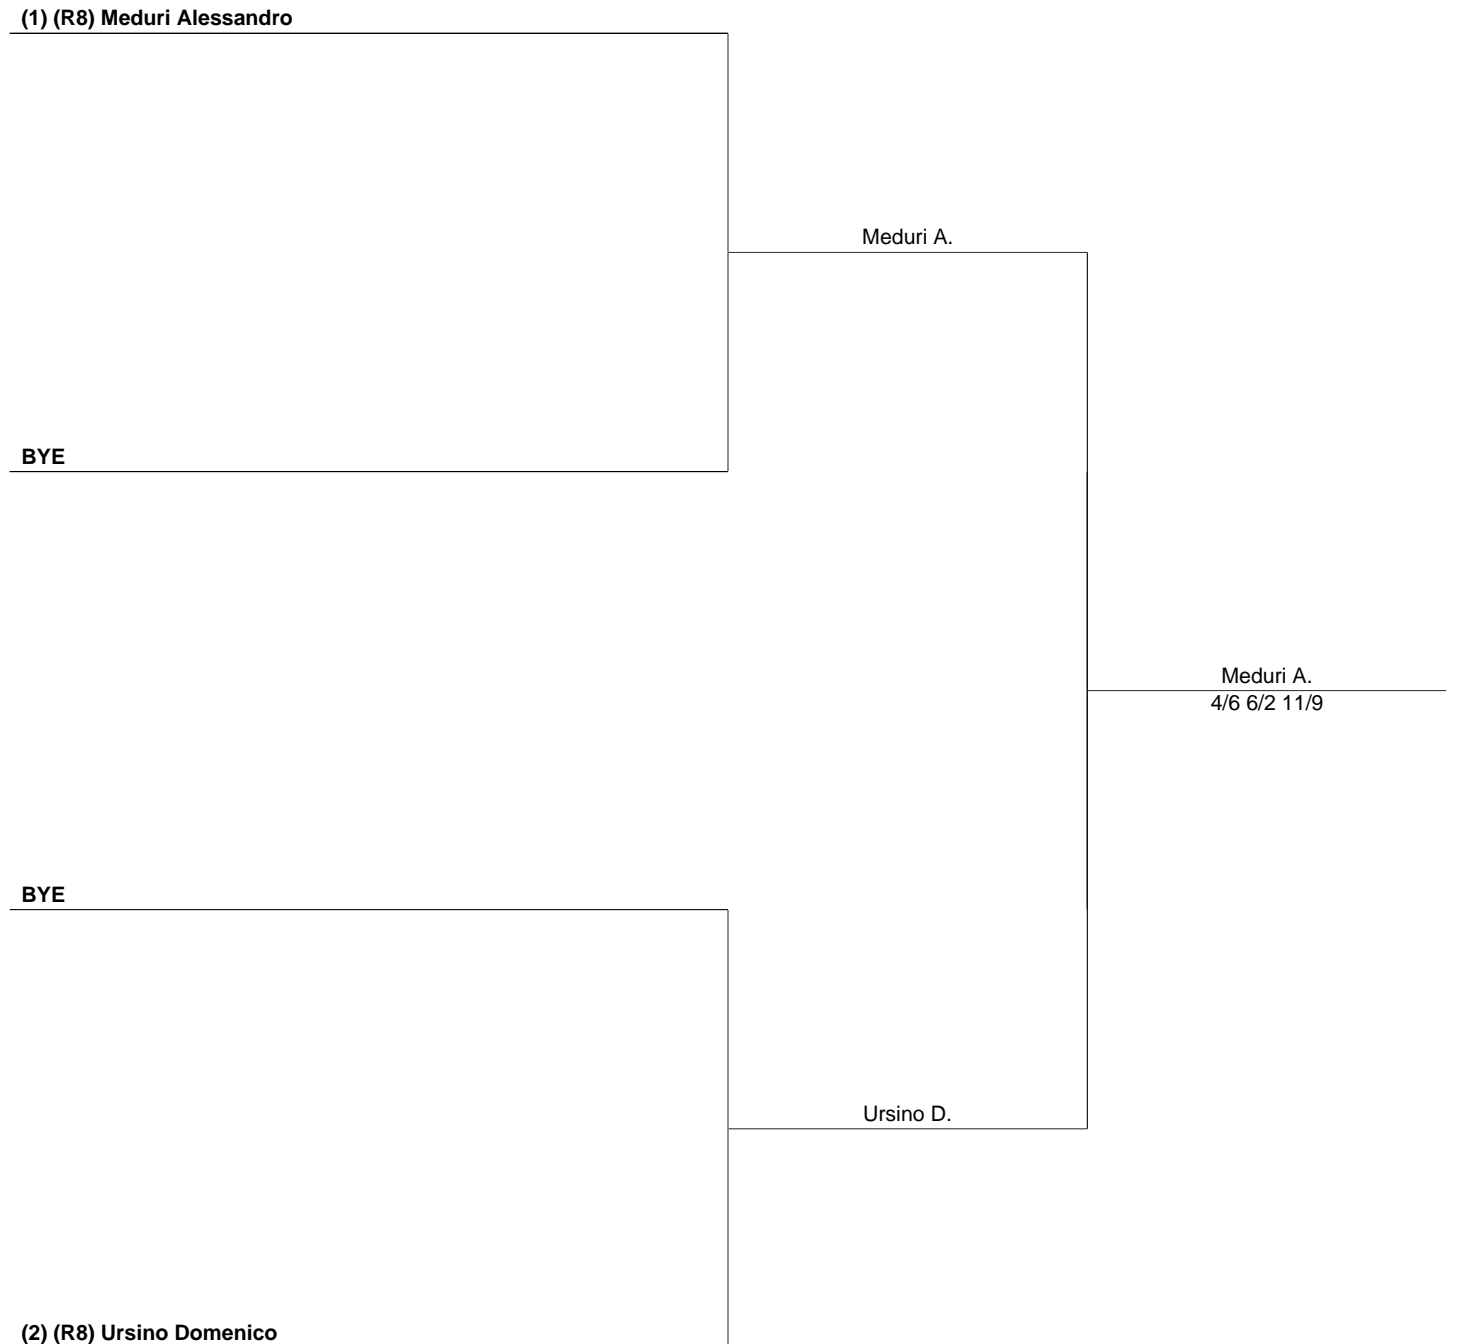 (1) (R8) Meduri Alessandro
Meduri A.
BYE
Meduri A.
4/6 6/2 11/9
BYE
Ursino D.
(2) (R8) Ursino Domenico